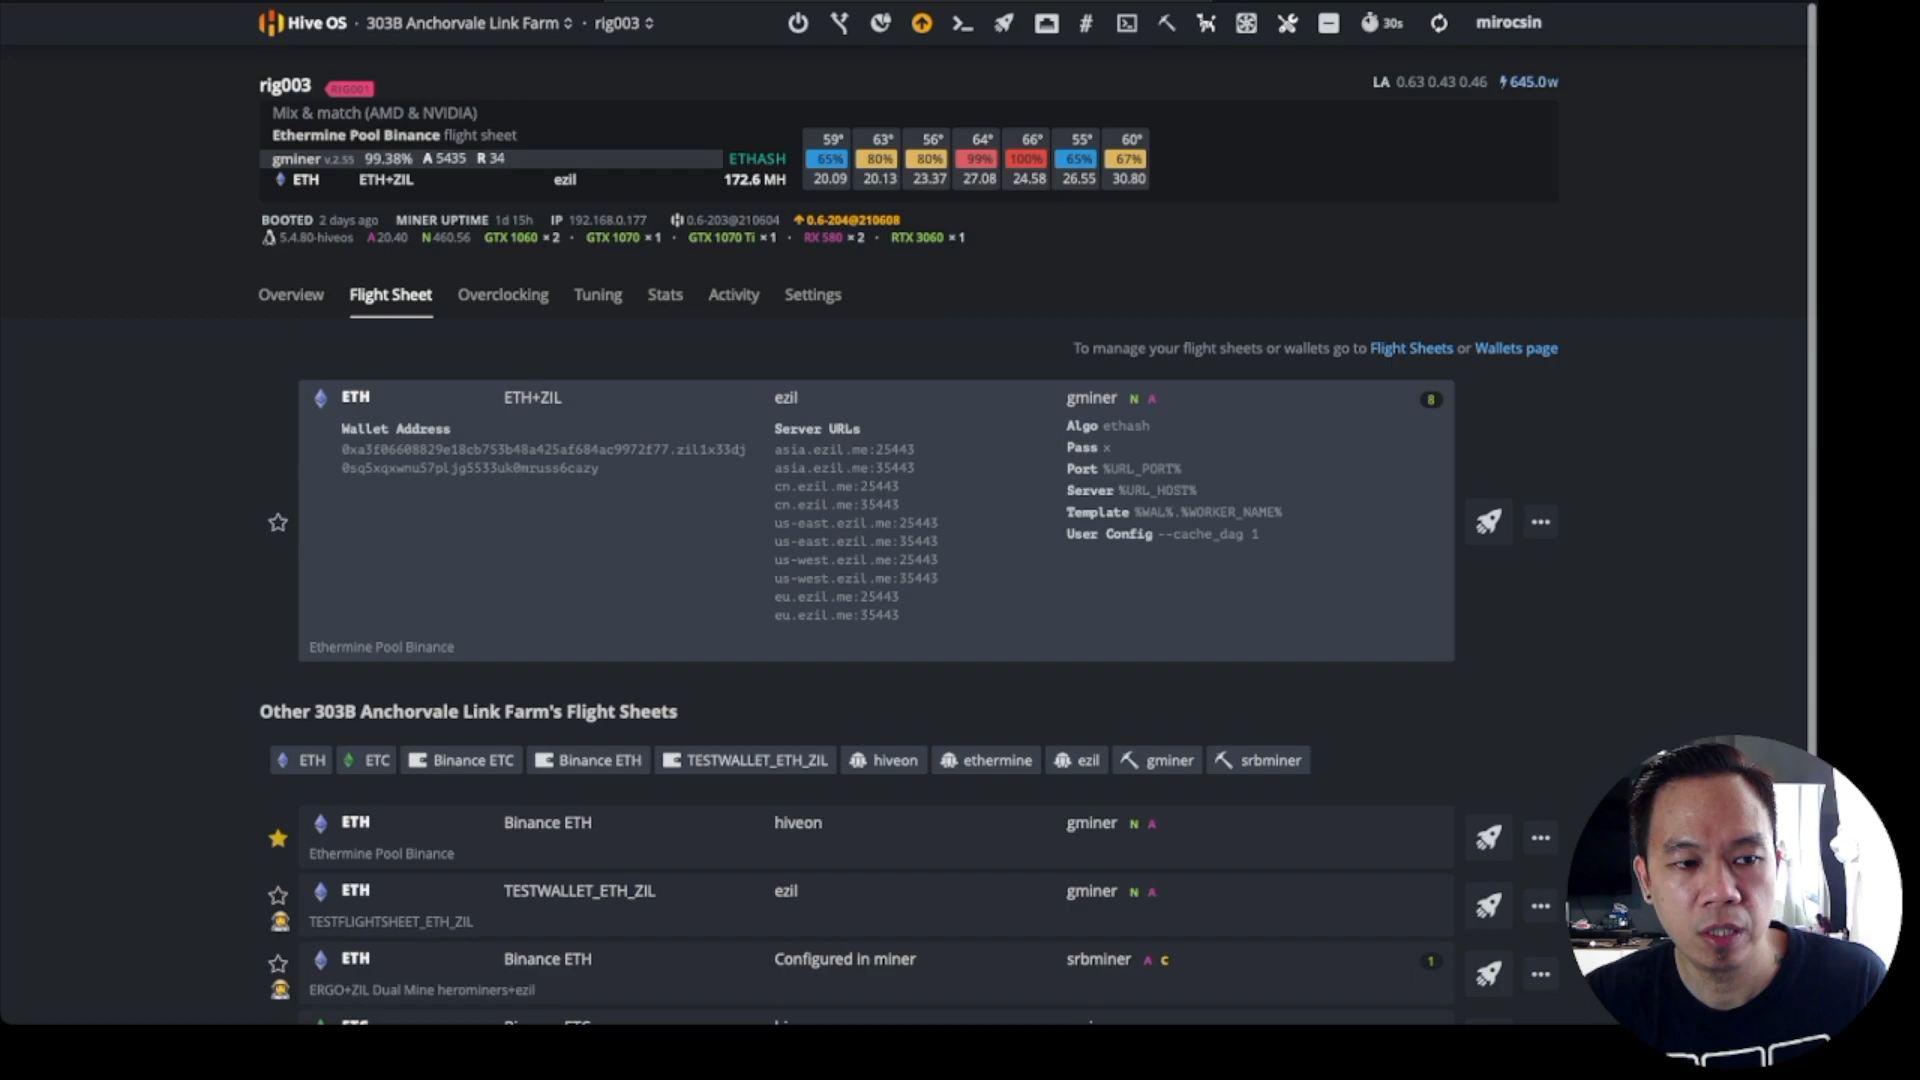 Hive OS · 303B Anchorvale Link Farm · rig003 30s mirocsin
rig003 RIG001 LA 0.63 0.43 0.46 645.0w
Mix & match (AMD & NVIDIA)
Ethermine Pool Binance flight sheet 59° 63° 56° 64° 66° 55° 60°
gminer v.2.55 99.38% A 5435 R 34 ETHASH 65% 80% 80% 99% 100% 65% 67%
ETH ETH+ZIL ezil 172.6 MH 20.09 20.13 23.37 27.08 24.58 26.55 30.80
BOOTED 2 days ago MINER UPTIME 1d 15h IP 192.168.0.177 0.6-203@210604 0.6-204@210608
5.4.80-hiveos A 20.40 N 460.56 GTX 1060 ×2 · GTX 1070 ×1 · GTX 1070 Ti ×1 · RX 580 ×2 · RTX 3060 ×1
Overview Flight Sheet Overclocking Tuning Stats Activity Settings
To manage your flight sheets or wallets go to Flight Sheets or Wallets page
ETH ETH+ZIL ezil gminer N A 8
Wallet Address Server URLs Algo ethash
0xa3f06608829e18cb753b48a425af684ac9972f77.zil1x33dj asia.ezil.me:25443 Pass x
0sq5xqxwnu57pljg5533uk0mruss6cazy asia.ezil.me:35443 Port %URL_PORT%
cn.ezil.me:25443 Server %URL_HOST%
cn.ezil.me:35443 Template %WAL%.%WORKER_NAME%
us-east.ezil.me:25443 User Config --cache_dag 1
us-east.ezil.me:35443
us-west.ezil.me:25443
us-west.ezil.me:35443
eu.ezil.me:25443
eu.ezil.me:35443
Ethermine Pool Binance
Other 303B Anchorvale Link Farm's Flight Sheets
ETH ETC Binance ETC Binance ETH TESTWALLET_ETH_ZIL hiveon ethermine ezil gminer srbminer
ETH Binance ETH hiveon gminer N A
Ethermine Pool Binance
ETH TESTWALLET_ETH_ZIL ezil gminer N A
TESTFLIGHTSHEET_ETH_ZIL
ETH Binance ETH Configured in miner srbminer A C 1
ERGO+ZIL Dual Mine herominers+ezil